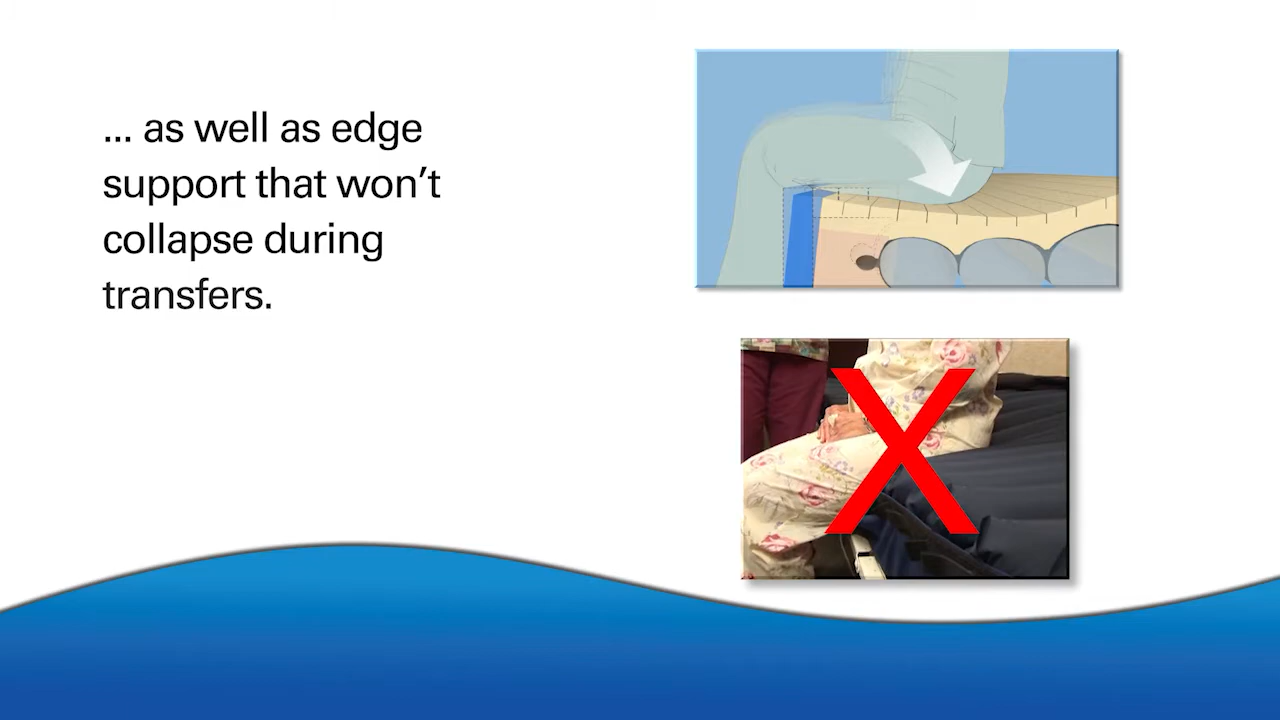 ... as well as edge
support that won’t
collapse during
transfers.
X